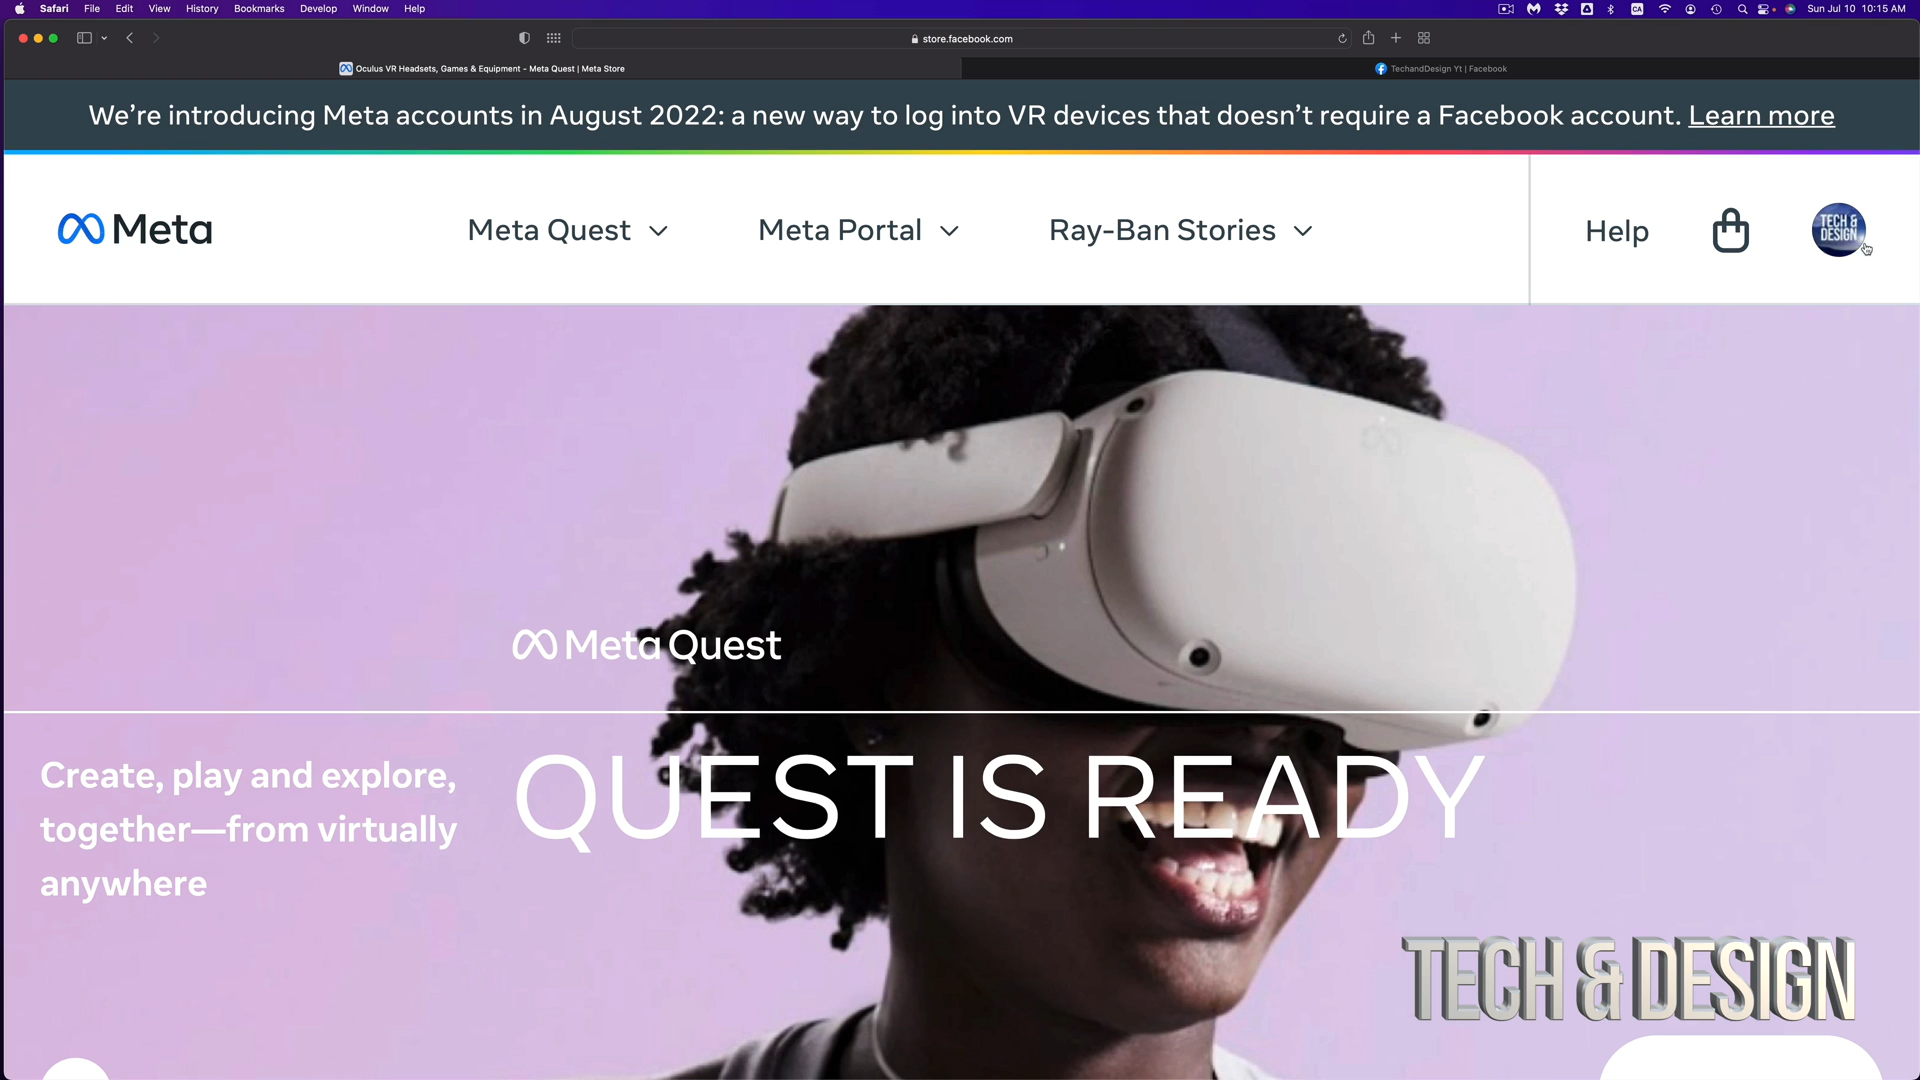 Safari File Edit View History Bookmarks Develop Window Help
CA
Sun Jul 10 10:15 AM
store.facebook.com
Oculus VR Headsets, Games & Equipment - Meta Quest | Meta Store
TechandDesign Yt | Facebook
We’re introducing Meta accounts in August 2022: a new way to log into VR devices that doesn’t require a Facebook account. Learn more
Meta
Meta Quest
Meta Portal
Ray-Ban Stories
Help
TECH &
DESIGN
Meta Quest
QUEST IS READY
Create, play and explore,
together—from virtually
anywhere
TECH & DESIGN